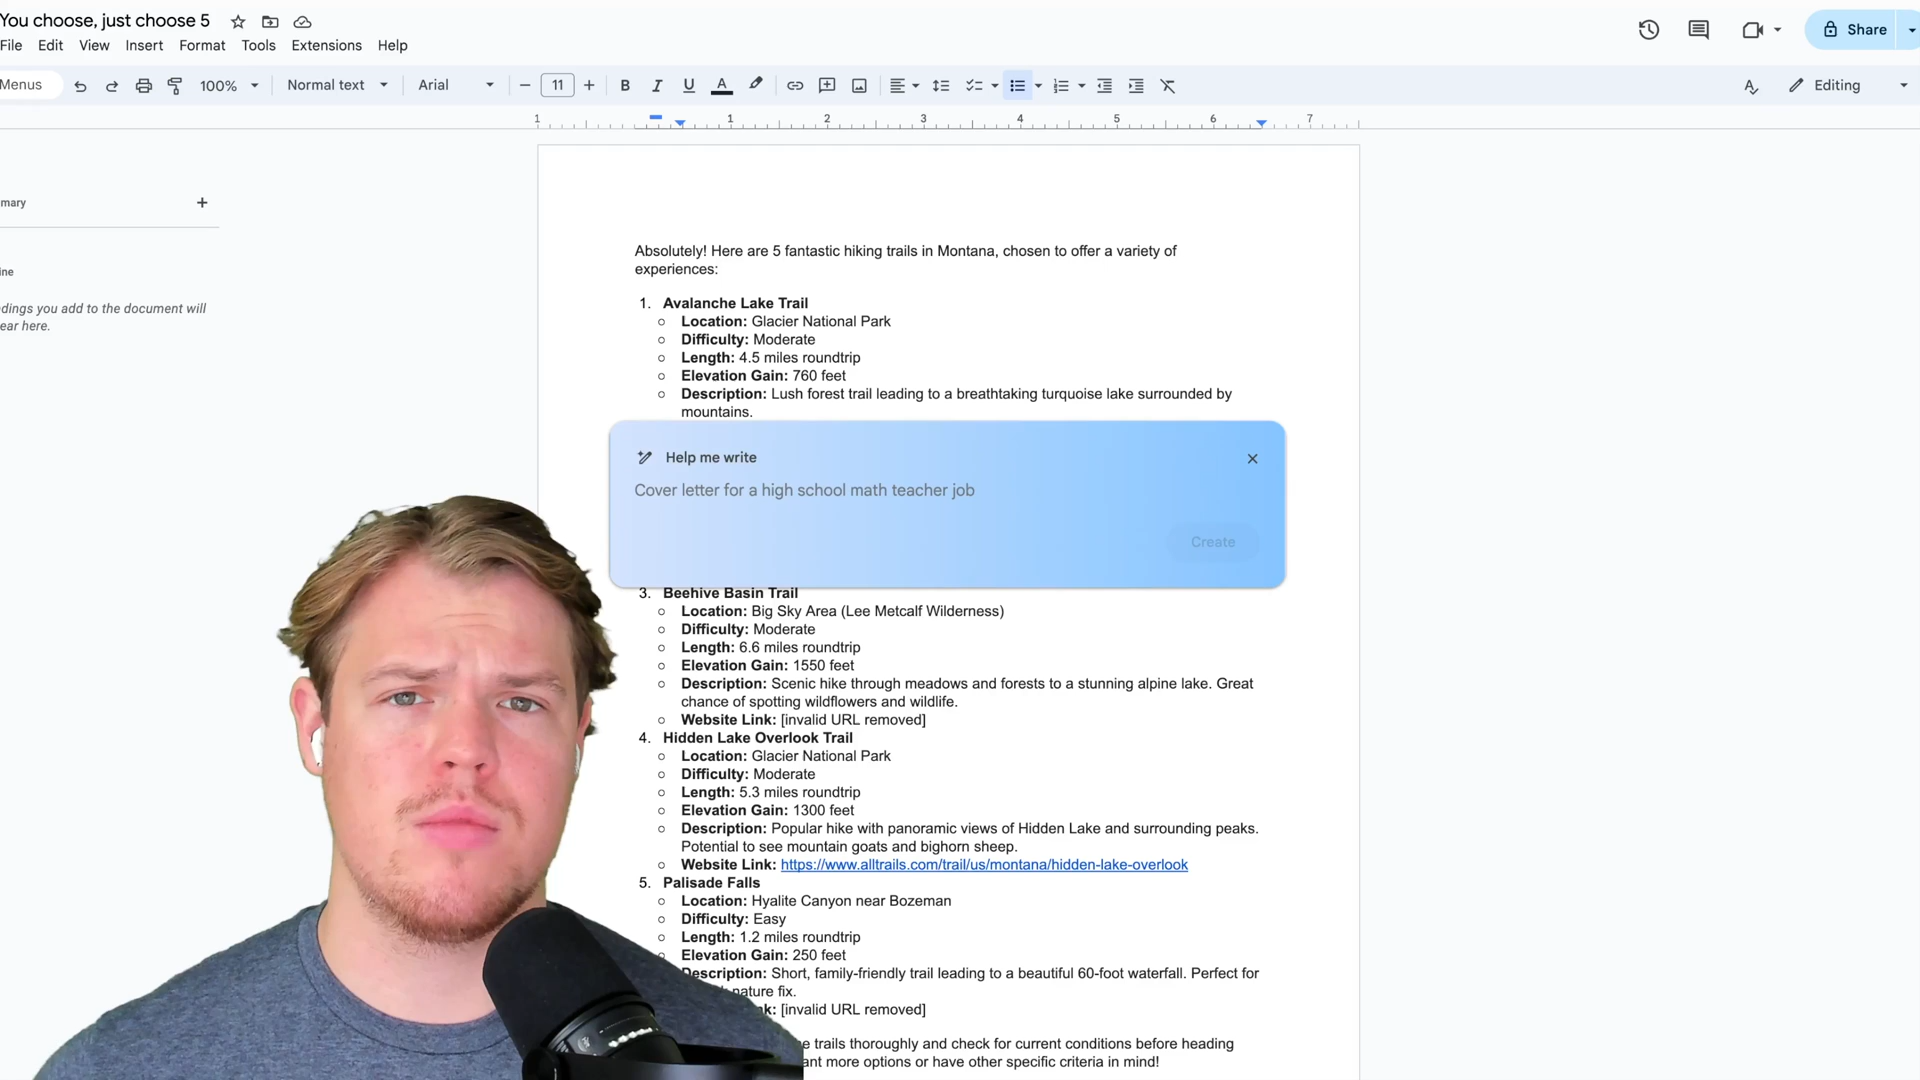 You choose, just choose 5
File Edit View Insert Format Tools Extensions Help
Share
Menus 100% Normal text Arial 11 B I U A Editing
1 1 2 3 4 5 6 7
mary
ine
dings you add to the document will
ear here.
Absolutely! Here are 5 fantastic hiking trails in Montana, chosen to offer a variety of
experiences:
1. Avalanche Lake Trail
Location: Glacier National Park
Difficulty: Moderate
Length: 4.5 miles roundtrip
Elevation Gain: 760 feet
Description: Lush forest trail leading to a breathtaking turquoise lake surrounded by
mountains.
Help me write
Cover letter for a high school math teacher job
Create
3. Beehive Basin Trail
Location: Big Sky Area (Lee Metcalf Wilderness)
Difficulty: Moderate
Length: 6.6 miles roundtrip
Elevation Gain: 1550 feet
Description: Scenic hike through meadows and forests to a stunning alpine lake. Great
chance of spotting wildflowers and wildlife.
Website Link: [invalid URL removed]
4. Hidden Lake Overlook Trail
Location: Glacier National Park
Difficulty: Moderate
Length: 5.3 miles roundtrip
Elevation Gain: 1300 feet
Description: Popular hike with panoramic views of Hidden Lake and surrounding peaks.
Potential to see mountain goats and bighorn sheep.
Website Link: https://www.alltrails.com/trail/us/montana/hidden-lake-overlook
5. Palisade Falls
Location: Hyalite Canyon near Bozeman
Difficulty: Easy
Length: 1.2 miles roundtrip
Elevation Gain: 250 feet
Description: Short, family-friendly trail leading to a beautiful 60-foot waterfall. Perfect for
nature fix.
nk: [invalid URL removed]
e trails thoroughly and check for current conditions before heading
ant more options or have other specific criteria in mind!